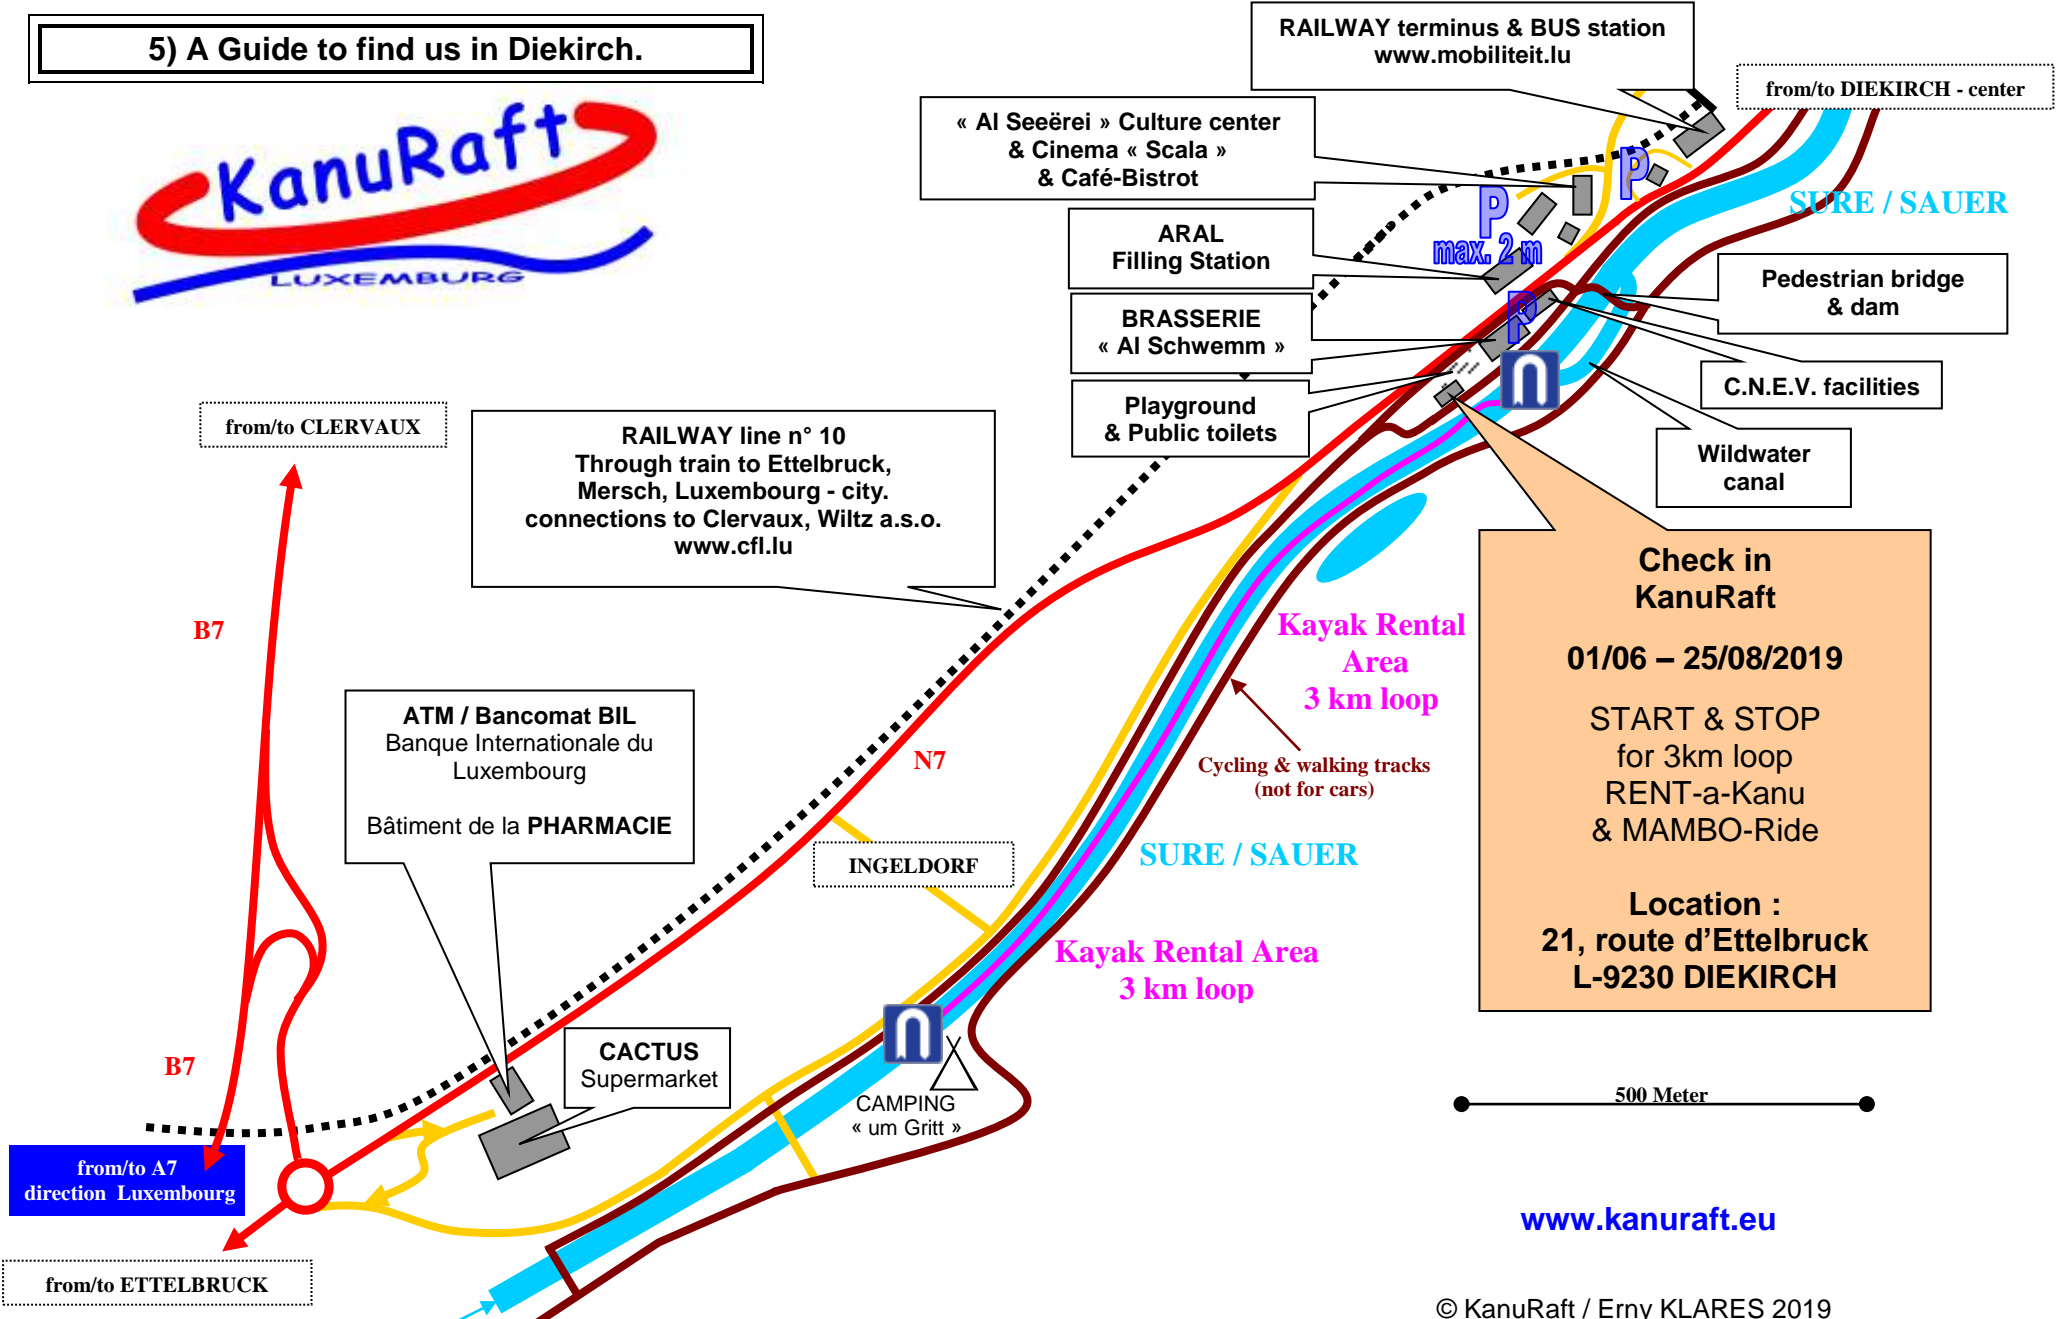 5) A Guide to find us in Diekirch.
KanuRaft
LUXEMBURG
RAILWAY terminus & BUS station
www.mobiliteit.lu
from/to DIEKIRCH - center
« Al Seeërei » Culture center
& Cinema « Scala »
& Café-Bistrot
P
P
max. 2 m
SURE / SAUER
ARAL
Filling Station
Pedestrian bridge
& dam
BRASSERIE
« Al Schwemm »
P
C.N.E.V. facilities
Playground
& Public toilets
Wildwater
canal
from/to CLERVAUX
RAILWAY line n° 10
Through train to Ettelbruck,
Mersch, Luxembourg - city.
connections to Clervaux, Wiltz a.s.o.
www.cfl.lu
B7
Kayak Rental
Area
3 km loop
Check in
KanuRaft
01/06 – 25/08/2019
START & STOP
for 3km loop
RENT-a-Kanu
& MAMBO-Ride
Location :
21, route d'Ettelbruck
L-9230 DIEKIRCH
ATM / Bancomat BIL
Banque Internationale du
Luxembourg
Bâtiment de la PHARMACIE
N7
Cycling & walking tracks
(not for cars)
INGELDORF
SURE / SAUER
Kayak Rental Area
3 km loop
B7
CACTUS
Supermarket
CAMPING
« um Gritt »
500 Meter
from/to A7
direction Luxembourg
from/to ETTELBRUCK
www.kanuraft.eu
© KanuRaft / Erny KLARES 2019